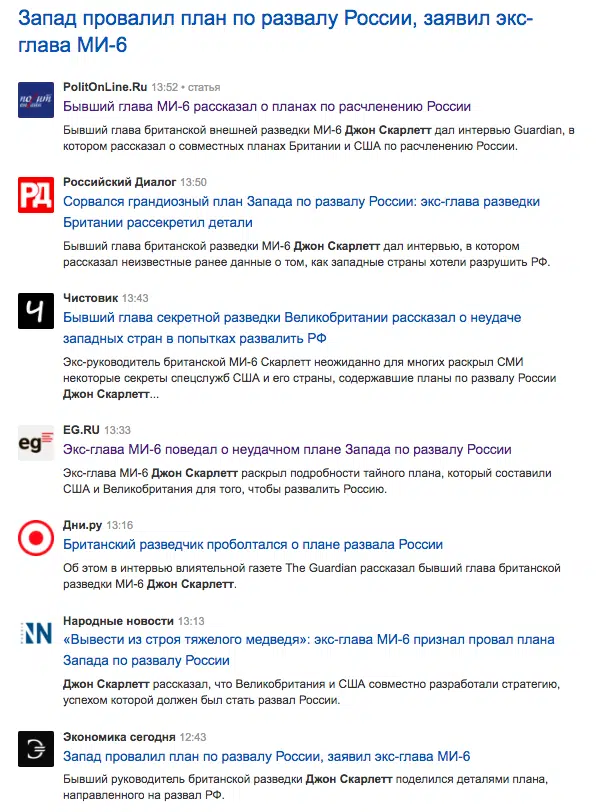 Запад провалил план по развалу России, заявил экс-
глава МИ-6
PolitOnLine.Ru 13:52 • статья
Бывший глава МИ-6 рассказал о планах по расчленению России
Бывший глава британской внешней разведки МИ-6 Джон Скарлетт дал интервью Guardian, в
котором рассказал о совместных планах Британии и США по расчленению России.
РД
Российский Диалог 13:50
Сорвался грандиозный план Запада по развалу России: экс-глава разведки
Британии рассекретил детали
Бывший глава британской разведки МИ-6 Джон Скарлетт дал интервью, в котором
рассказал неизвестные ранее данные о том, как западные страны хотели разрушить РФ.
Ч
Чистовик 13:43
Бывший глава секретной разведки Великобритании рассказал о неудаче
западных стран в попытках развалить РФ
Экс-руководитель британской МИ-6 Скарлетт неожиданно для многих раскрыл СМИ
некоторые секреты спецслужб США и его страны, содержавшие планы по развалу России
Джон Скарлетт...
eg
EG.RU 13:33
Экс-глава МИ-6 поведал о неудачном плане Запада по развалу России
Экс-глава МИ-6 Джон Скарлетт раскрыл подробности тайного плана, который составили
США и Великобритания для того, чтобы развалить Россию.
Дни.ру 13:16
Британский разведчик проболтался о плане развала России
Об этом в интервью влиятельной газете The Guardian рассказал бывший глава британской
разведки МИ-6 Джон Скарлетт.
NN
Народные новости 13:13
«Вывести из строя тяжелого медведя»: экс-глава МИ-6 признал провал плана
Запада по развалу России
Джон Скарлетт рассказал, что Великобритания и США совместно разработали стратегию,
успехом которой должен был стать развал России.
Э
Экономика сегодня 12:43
Запад провалил план по развалу России, заявил экс-глава МИ-6
Бывший руководитель британской разведки Джон Скарлетт поделился деталями плана,
направленного на развал РФ.